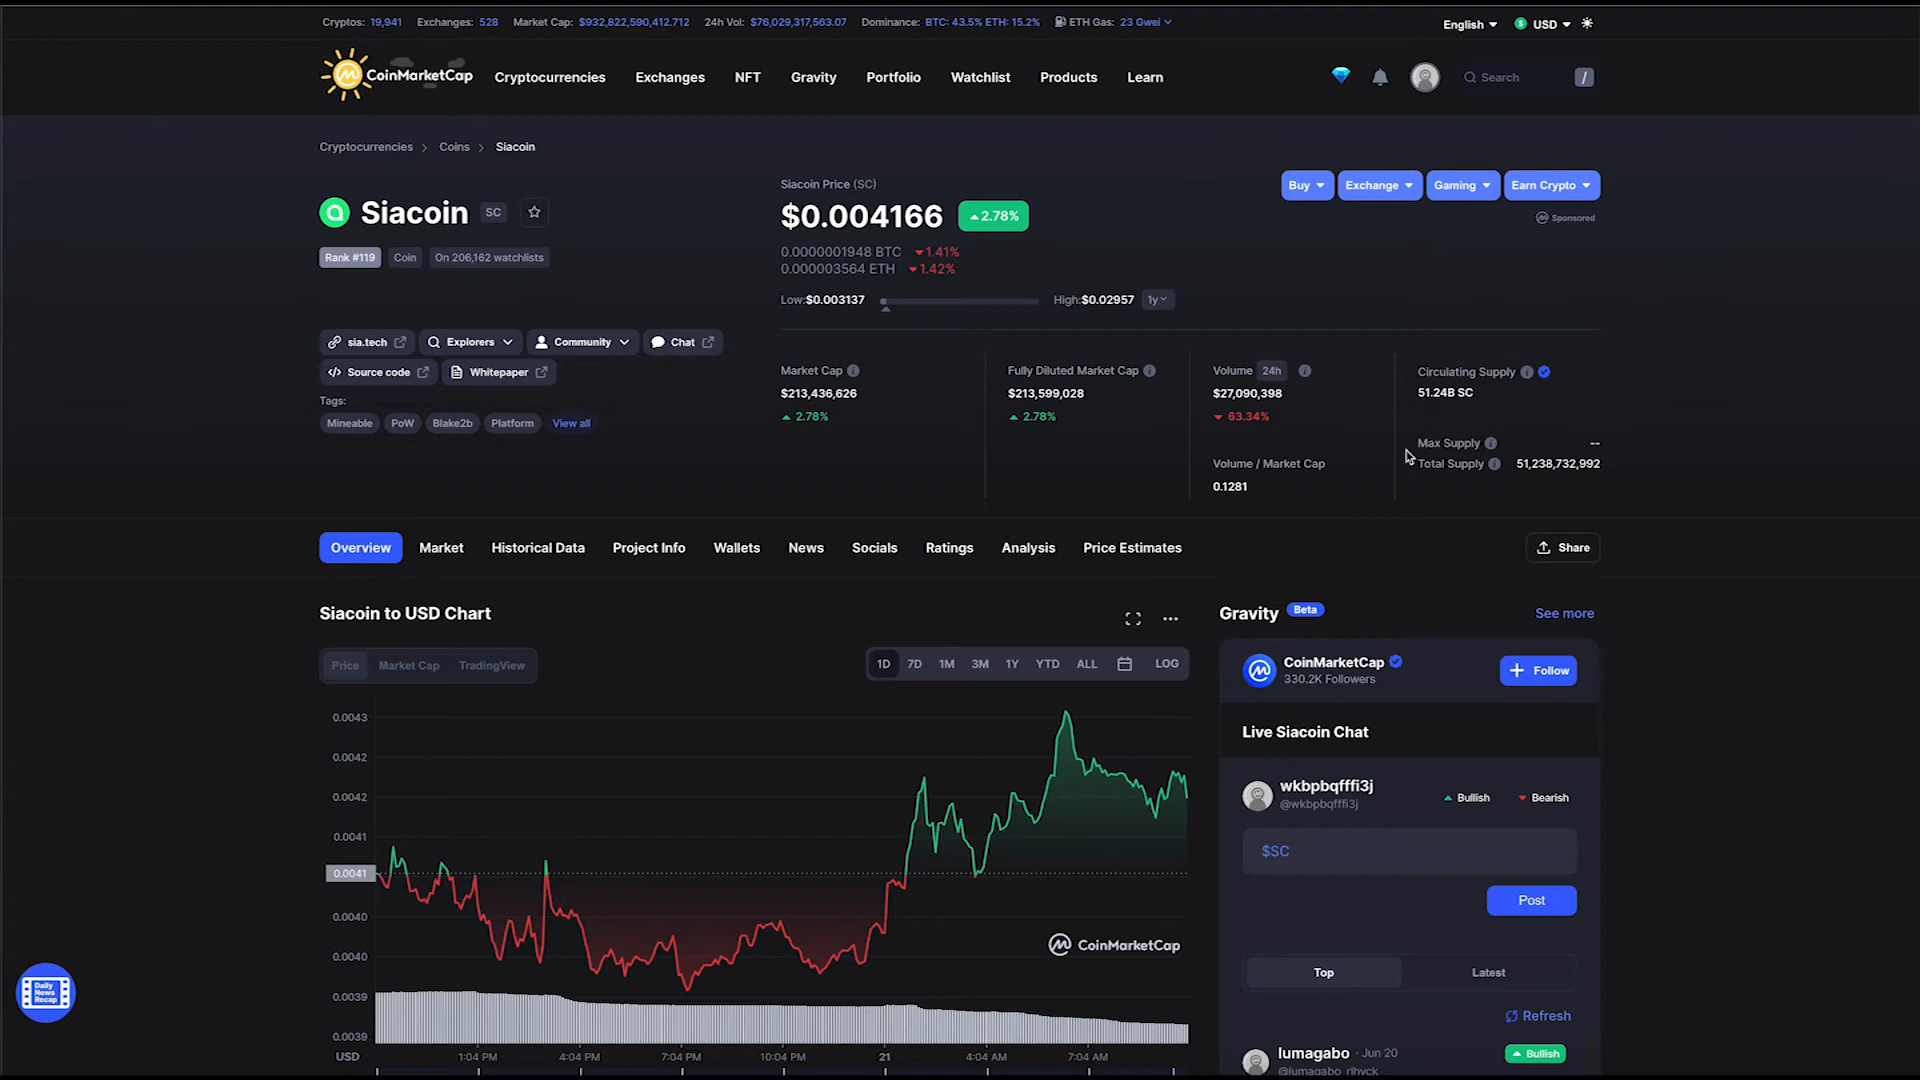 Cryptos: 19,941 Exchanges: 528 Market Cap: $932,822,590,412.712 24h Vol: $76,029,317,563.07 Dominance: BTC: 43.5% ETH: 15.2% ETH Gas: 23 Gwei
English USD
CoinMarketCap Cryptocurrencies Exchanges NFT Gravity Portfolio Watchlist Products Learn Search /
Cryptocurrencies Coins Siacoin
Siacoin SC
Rank #119 Coin On 206,162 watchlists
sia.tech Explorers Community Chat
Source code Whitepaper
Tags:
Mineable PoW Blake2b Platform View all
Siacoin Price (SC)
$0.004166 2.78%
0.0000001948 BTC 1.41%
0.000003564 ETH 1.42%
Low:$0.003137 High:$0.02957 1y
Buy Exchange Gaming Earn Crypto
Sponsored
Market Cap
$213,436,626
2.78%
Fully Diluted Market Cap
$213,599,028
2.78%
Volume 24h
$27,090,398
63.34%
Volume / Market Cap
0.1281
Circulating Supply
51.24B SC
Max Supply --
Total Supply 51,238,732,992
Overview Market Historical Data Project Info Wallets News Socials Ratings Analysis Price Estimates Share
Siacoin to USD Chart
Price Market Cap TradingView 1D 7D 1M 3M 1Y YTD ALL LOG
0.0043
0.0042
0.0042
0.0041
0.0041
0.0040
0.0040
0.0039
0.0039
CoinMarketCap
USD 1:04 PM 4:04 PM 7:04 PM 10:04 PM 21 4:04 AM 7:04 AM
Gravity Beta See more
CoinMarketCap
330.2K Followers
Follow
Live Siacoin Chat
wkbpbqfffi3j
@wkbpbqfffi3j
Bullish Bearish
$SC
Post
Top Latest
Refresh
lumagabo · Jun 20 Bullish
@lumagabo_rlhyck
Daily
News
Recap